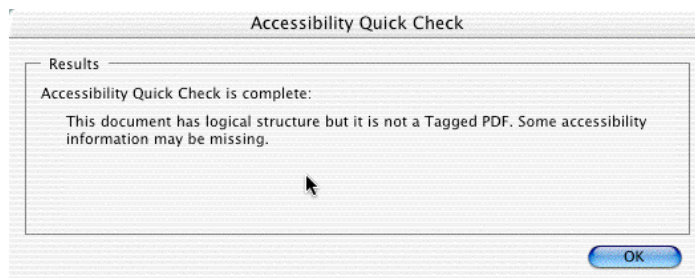 Accessibility Quick Check
Results
Accessibility Quick Check is complete:
This document has logical structure but it is not a Tagged PDF. Some accessibility
information may be missing.
OK